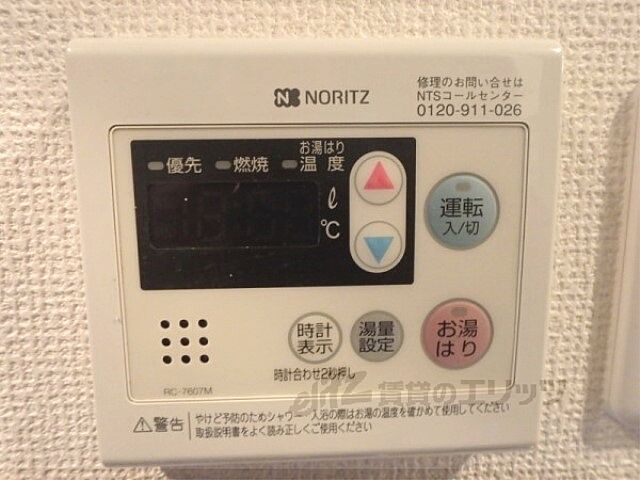 NORITZ
修理のお問い合せは
NTSコールセンター
0120-911-026
優先 燃焼 お湯はり
温度
ℓ
℃
運転
入/切
時計
表示
湯量
設定
お湯
はり
時計合わせ2秒押し
RC-7607M
elitz 賃貸のエリッツ
警告 やけど予防のためシャワー・入浴の際はお湯の温度を確かめて使用してください
取扱説明書をよく読み正しくご使用ください